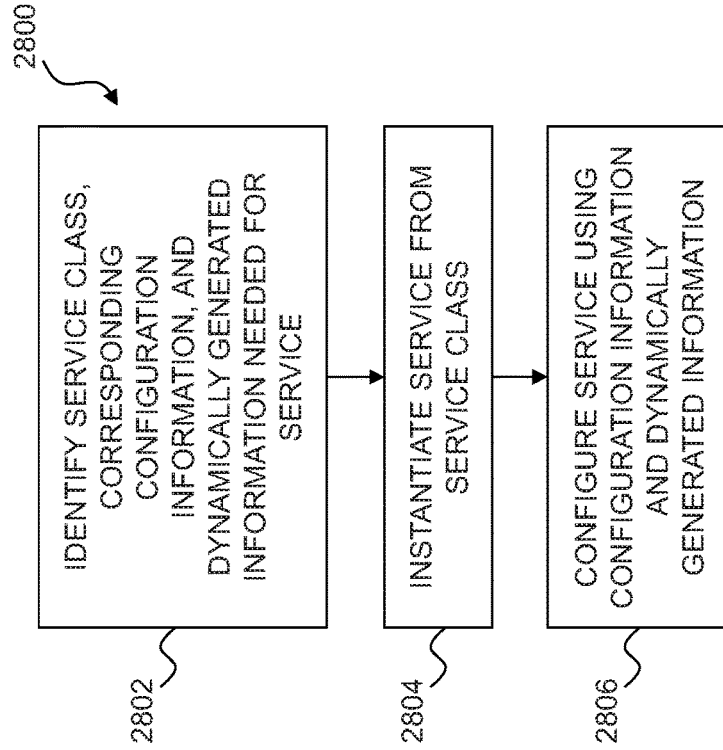 2800
2802
IDENTIFY SERVICE CLASS,
CORRESPONDING
CONFIGURATION
INFORMATION, AND
DYNAMICALLY GENERATED
INFORMATION NEEDED FOR
SERVICE
2804
INSTANTIATE SERVICE FROM
SERVICE CLASS
2806
CONFIGURE SERVICE USING
CONFIGURATION INFORMATION
AND DYNAMICALLY
GENERATED INFORMATION